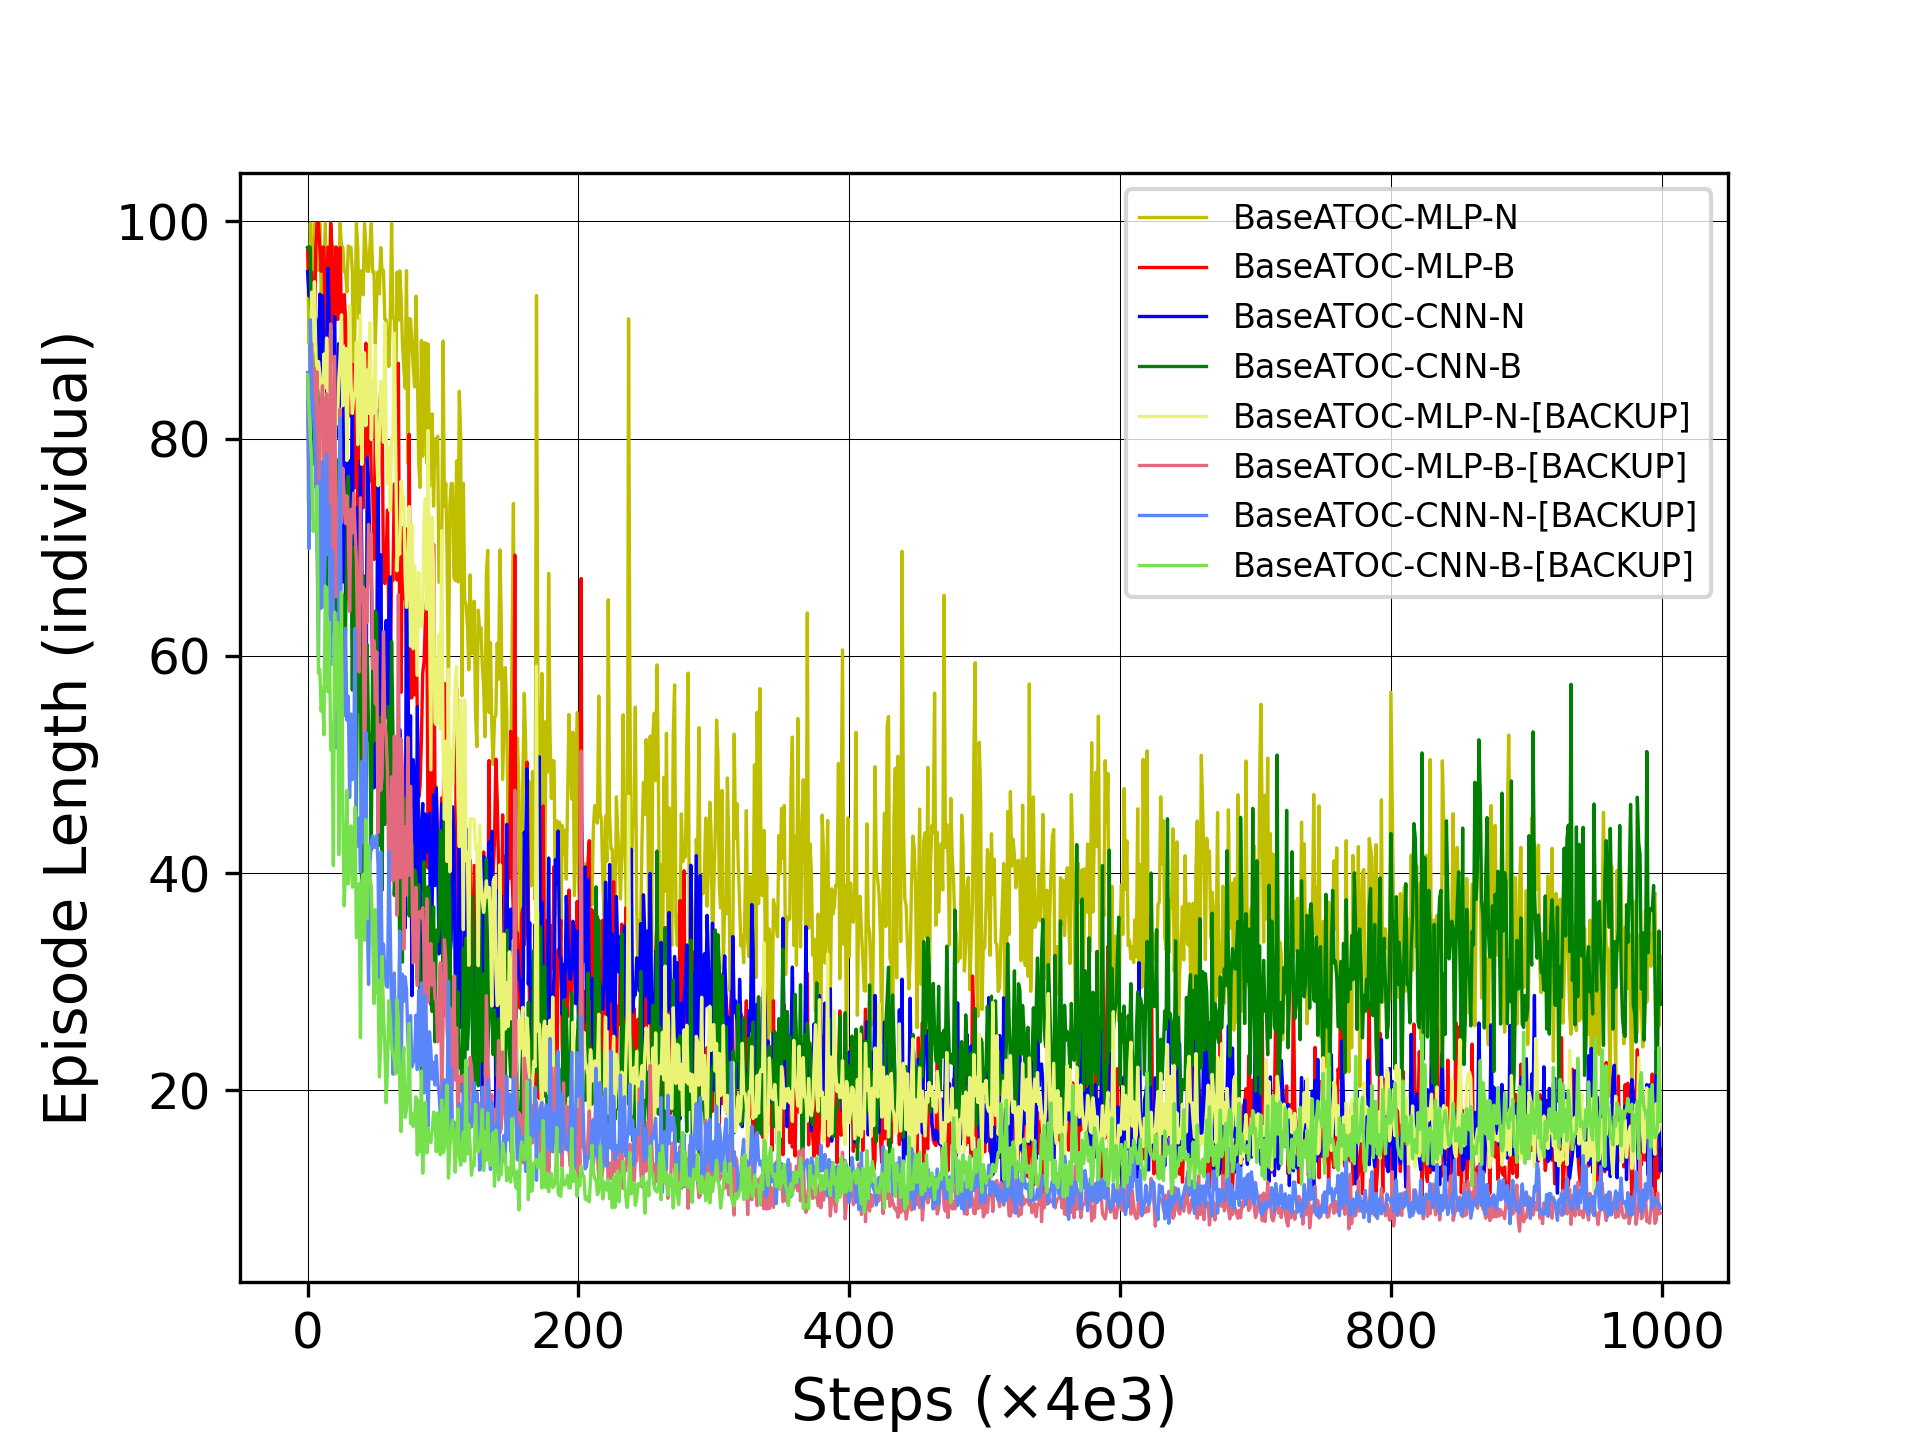 Episode Length (individual)
100
80
60
40
20
BaseATOC-MLP-N
BaseATOC-MLP-B
BaseATOC-CNN-N
BaseATOC-CNN-B
BaseATOC-MLP-N-[BACKUP]
BaseATOC-MLP-B-[BACKUP]
BaseATOC-CNN-N-[BACKUP]
BaseATOC-CNN-B-[BACKUP]
0 200 400 600 800 1000
Steps (×4e3)